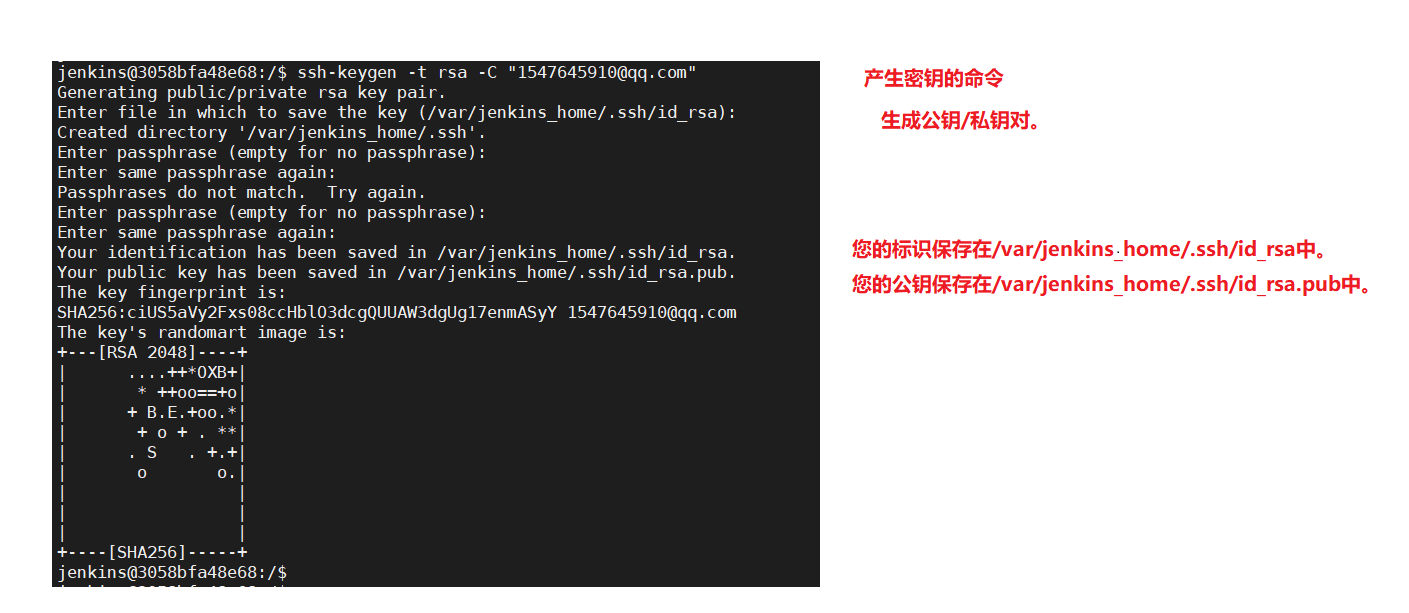 jenkins@3058bfa48e68:/$ ssh-keygen -t rsa -C "1547645910@qq.com"
产生密钥的命令
Generating public/private rsa key pair.
生成公钥/私钥对。
Enter file in which to save the key (/var/jenkins_home/.ssh/id_rsa):
Created directory '/var/jenkins_home/.ssh'.
Enter passphrase (empty for no passphrase):
Enter same passphrase again:
Passphrases do not match.  Try again.
Enter passphrase (empty for no passphrase):
Enter same passphrase again:
Your identification has been saved in /var/jenkins_home/.ssh/id_rsa.
您的标识保存在/var/jenkins_home/.ssh/id_rsa中。
Your public key has been saved in /var/jenkins_home/.ssh/id_rsa.pub.
您的公钥保存在/var/jenkins_home/.ssh/id_rsa.pub中。
The key fingerprint is:
SHA256:ciUS5aVy2Fxs08ccHblO3dcgQUUAW3dgUg17enmASyY 1547645910@qq.com
The key's randomart image is:
+---[RSA 2048]----+
|      ....++*OXB+|
|       * ++oo==+o|
|      + B.E.+oo.*|
|       + o + . **|
|      . S   . +.+|
|       o       o.|
|                 |
|                 |
|                 |
+----[SHA256]-----+
jenkins@3058bfa48e68:/$